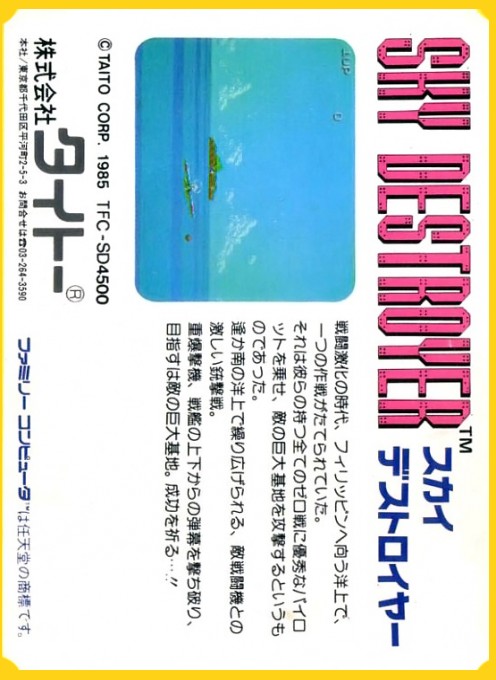 SKY DESTROYER™
スカイ
デストロイヤー
1UP
戦闘激化の時代、フィリッピンへ向う洋上で、
一つの作戦がたてられていた。
それは彼らの持つ全てのゼロ戦に優秀なパイロ
ットを乗せ、敵の巨大基地を攻撃するというも
のであった。
遥か南の洋上で繰り広げられる、敵戦闘機との
激しい銃撃戦。
重爆撃機、戦艦の上下からの弾幕を撃ち破り、
目指すは敵の巨大基地。成功を祈る…!!
© TAITO CORP. 1985 TFC-SD4500
株式会社タイトー®
本社/東京都千代田区平河町2-5-3 お問合せは☎03-264-3590
ファミリーコンピュータ™は任天堂の商標です。